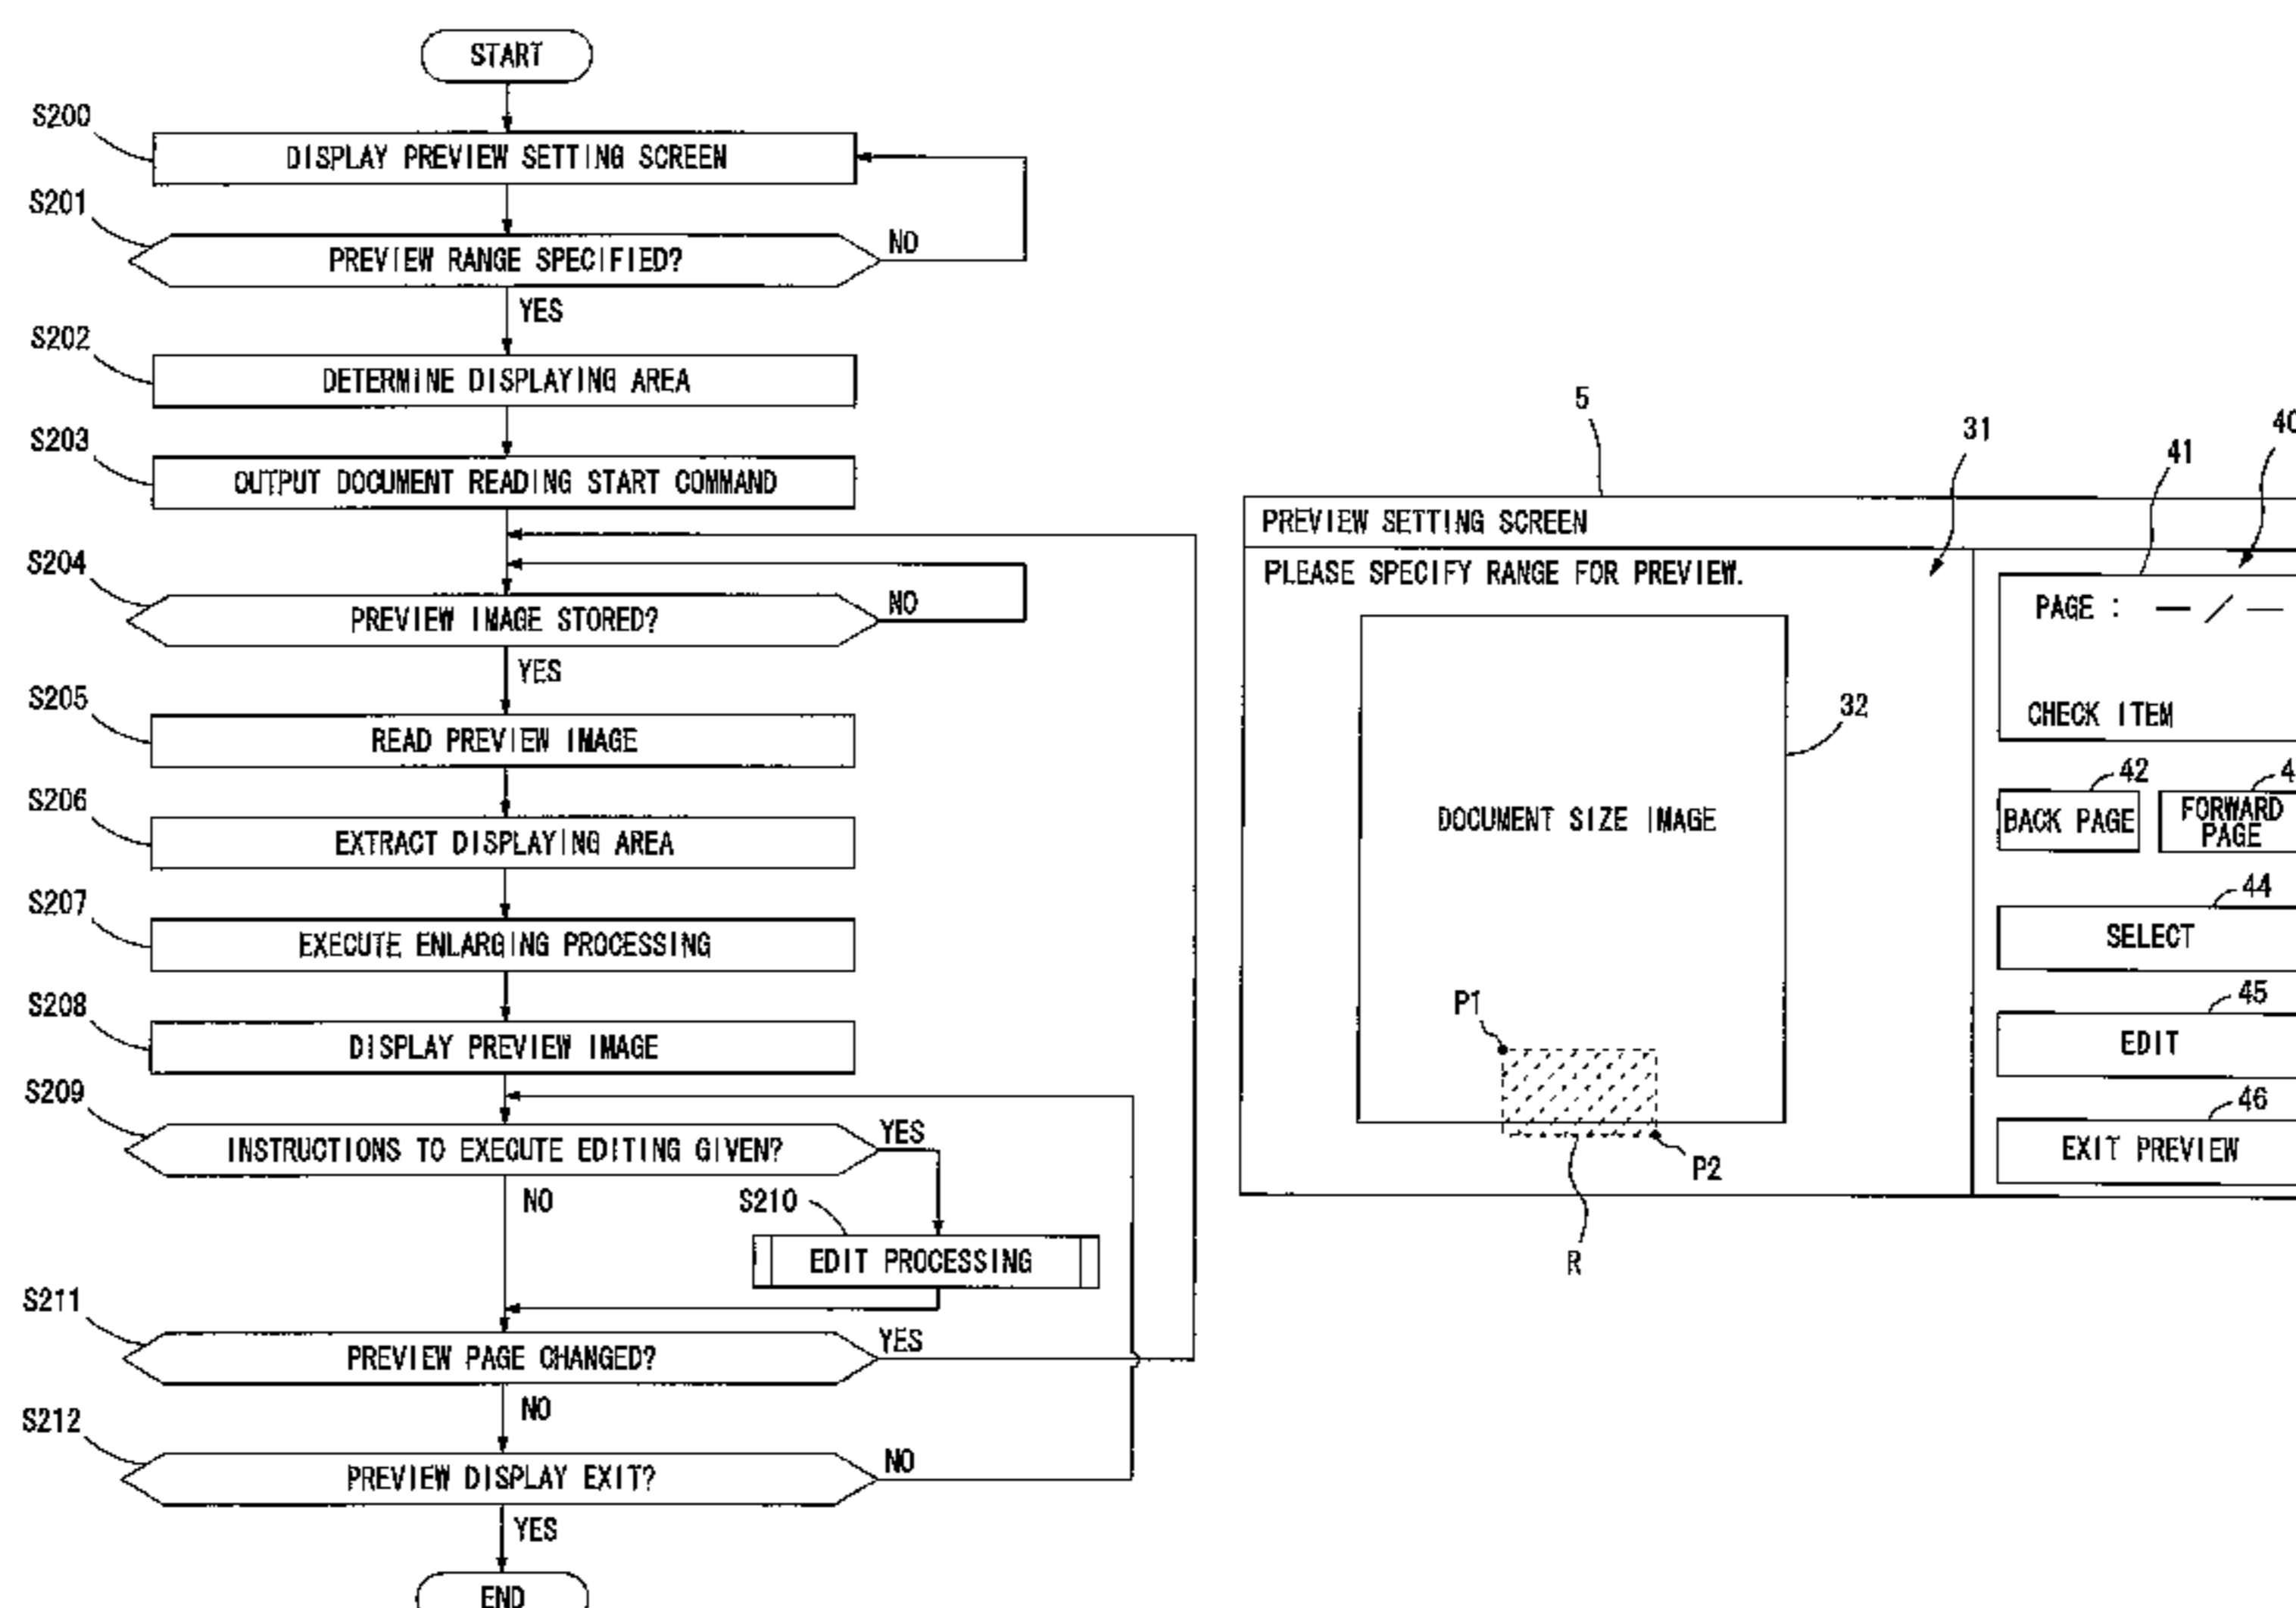 START
S200
DISPLAY PREVIEW SETTING SCREEN
S201
PREVIEW RANGE SPECIFIED?
NO
YES
S202
DETERMINE DISPLAYING AREA
S203
OUTPUT DOCUMENT READING START COMMAND
S204
PREVIEW IMAGE STORED?
NO
YES
S205
READ PREVIEW IMAGE
S206
EXTRACT DISPLAYING AREA
S207
EXECUTE ENLARGING PROCESSING
S208
DISPLAY PREVIEW IMAGE
S209
INSTRUCTIONS TO EXECUTE EDITING GIVEN?
YES
NO
S210
EDIT PROCESSING
S211
PREVIEW PAGE CHANGED?
YES
NO
S212
PREVIEW DISPLAY EXIT?
NO
YES
END
5
31
41
40
PREVIEW SETTING SCREEN
PLEASE SPECIFY RANGE FOR PREVIEW.
32
DOCUMENT SIZE IMAGE
P1
P2
R
PAGE : — / —
CHECK ITEM
42
BACK PAGE
FORWARD
PAGE
44
SELECT
45
EDIT
46
EXIT PREVIEW